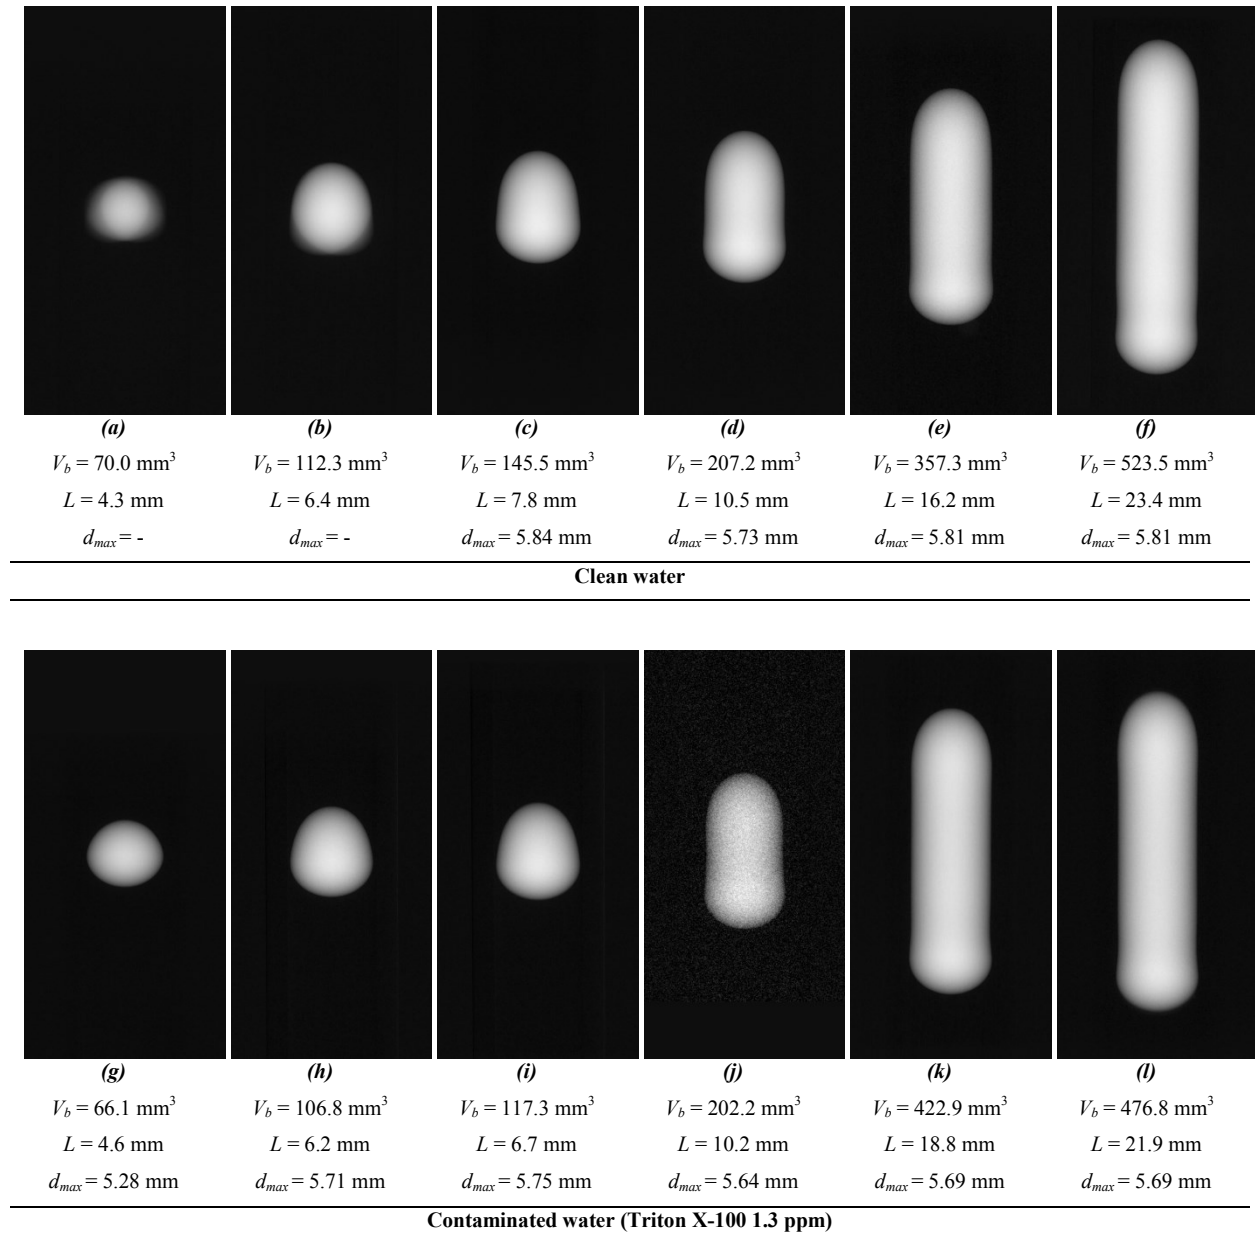 (a) (b) (c) (d) (e) (f)
V_b = 70.0 mm³ V_b = 112.3 mm³ V_b = 145.5 mm³ V_b = 207.2 mm³ V_b = 357.3 mm³ V_b = 523.5 mm³
L = 4.3 mm L = 6.4 mm L = 7.8 mm L = 10.5 mm L = 16.2 mm L = 23.4 mm
d_max = - d_max = - d_max = 5.84 mm d_max = 5.73 mm d_max = 5.81 mm d_max = 5.81 mm
Clean water
(g) (h) (i) (j) (k) (l)
V_b = 66.1 mm³ V_b = 106.8 mm³ V_b = 117.3 mm³ V_b = 202.2 mm³ V_b = 422.9 mm³ V_b = 476.8 mm³
L = 4.6 mm L = 6.2 mm L = 6.7 mm L = 10.2 mm L = 18.8 mm L = 21.9 mm
d_max = 5.28 mm d_max = 5.71 mm d_max = 5.75 mm d_max = 5.64 mm d_max = 5.69 mm d_max = 5.69 mm
Contaminated water (Triton X-100 1.3 ppm)